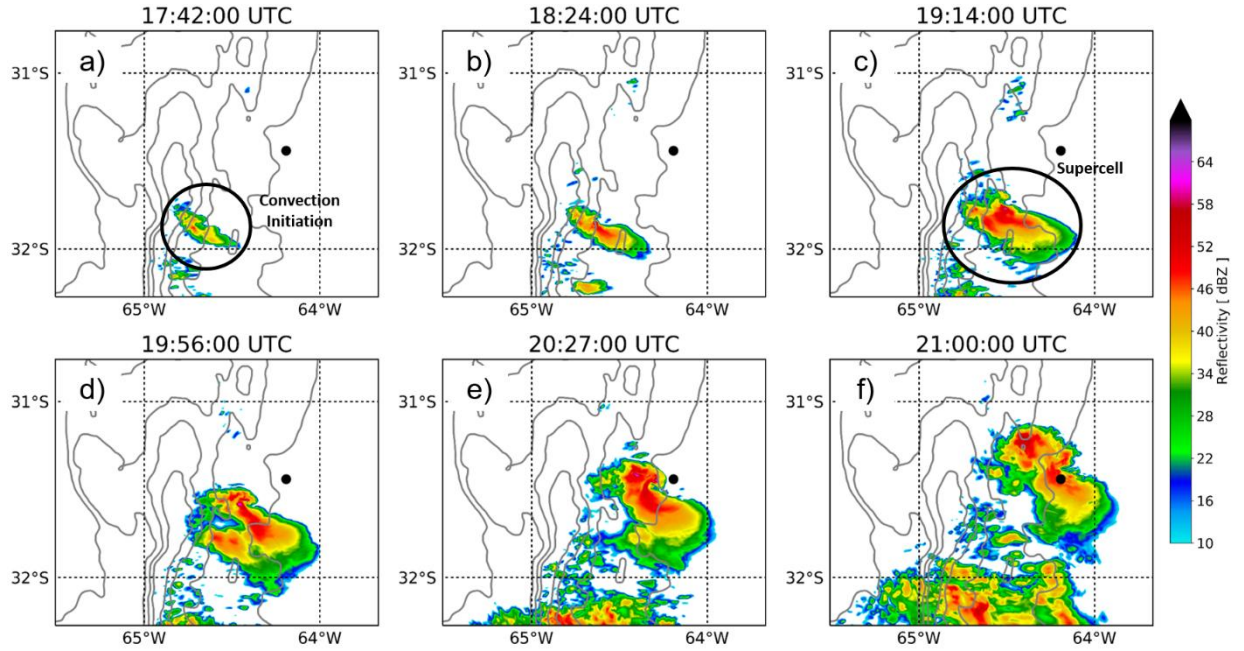 17:42:00 UTC
18:24:00 UTC
19:14:00 UTC
a)
b)
c)
31°S
31°S
31°S
Convection
Initiation
Supercell
32°S
32°S
32°S
65°W
64°W
65°W
64°W
65°W
64°W
19:56:00 UTC
20:27:00 UTC
21:00:00 UTC
d)
e)
f)
31°S
31°S
31°S
32°S
32°S
32°S
65°W
64°W
65°W
64°W
65°W
64°W
64
58
52
46
40
34
28
22
16
10
Reflectivity [ dBZ ]